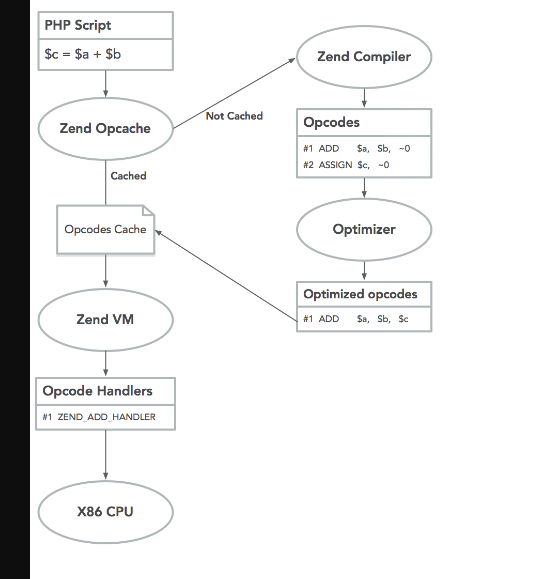 PHP Script
$c = $a + $b
Zend Opcache
Not Cached
Cached
Zend Compiler
Opcodes
#1 ADD $a, $b, ~0
#2 ASSIGN $c, ~0
Optimizer
Optimized opcodes
#1 ADD $a, $b, $c
Opcodes Cache
Zend VM
Opcode Handlers
#1 ZEND_ADD_HANDLER
X86 CPU